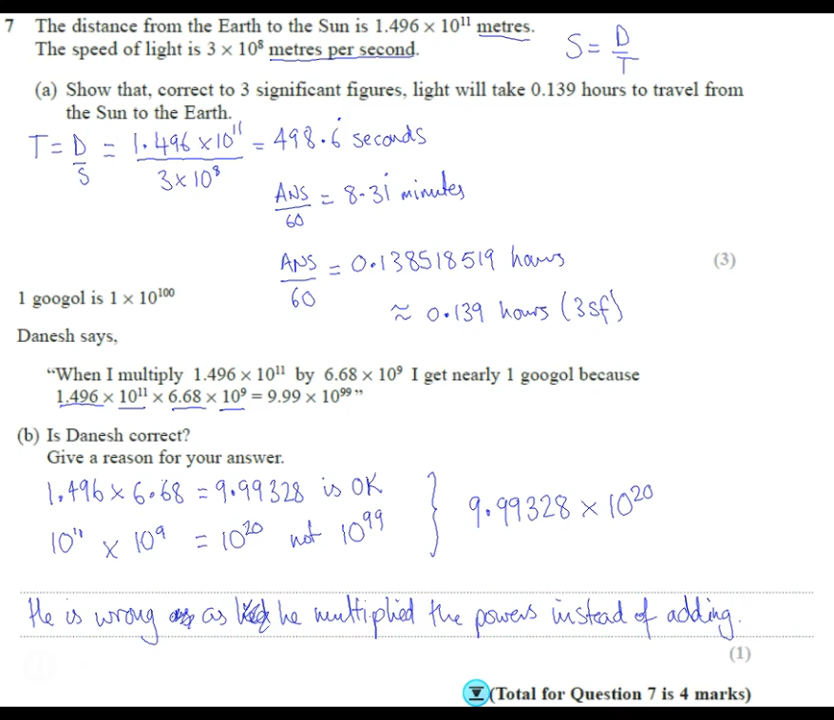 7 The distance from the Earth to the Sun is 1.496 × 10¹¹ metres.
The speed of light is 3 × 10⁸ metres per second.
S = D/T
(a) Show that, correct to 3 significant figures, light will take 0.139 hours to travel from
the Sun to the Earth.
T = D/S = 1.496 × 10¹¹ / 3 × 10⁸ = 498.6̇ seconds
ANS/60 = 8.31̇ minutes
ANS/60 = 0.138518519 hours
(3)
≈ 0.139 hours (3sf)
1 googol is 1 × 10¹⁰⁰
Danesh says,
“When I multiply 1.496 × 10¹¹ by 6.68 × 10⁹ I get nearly 1 googol because
1.496 × 10¹¹ × 6.68 × 10⁹ = 9.99 × 10⁹⁹”
(b) Is Danesh correct?
Give a reason for your answer.
1.496 × 6.68 = 9.99328 is OK
10¹¹ × 10⁹ = 10²⁰ not 10⁹⁹
} 9.99328 × 10²⁰
He is wrong as he multiplied the powers instead of adding.
(1)
(Total for Question 7 is 4 marks)